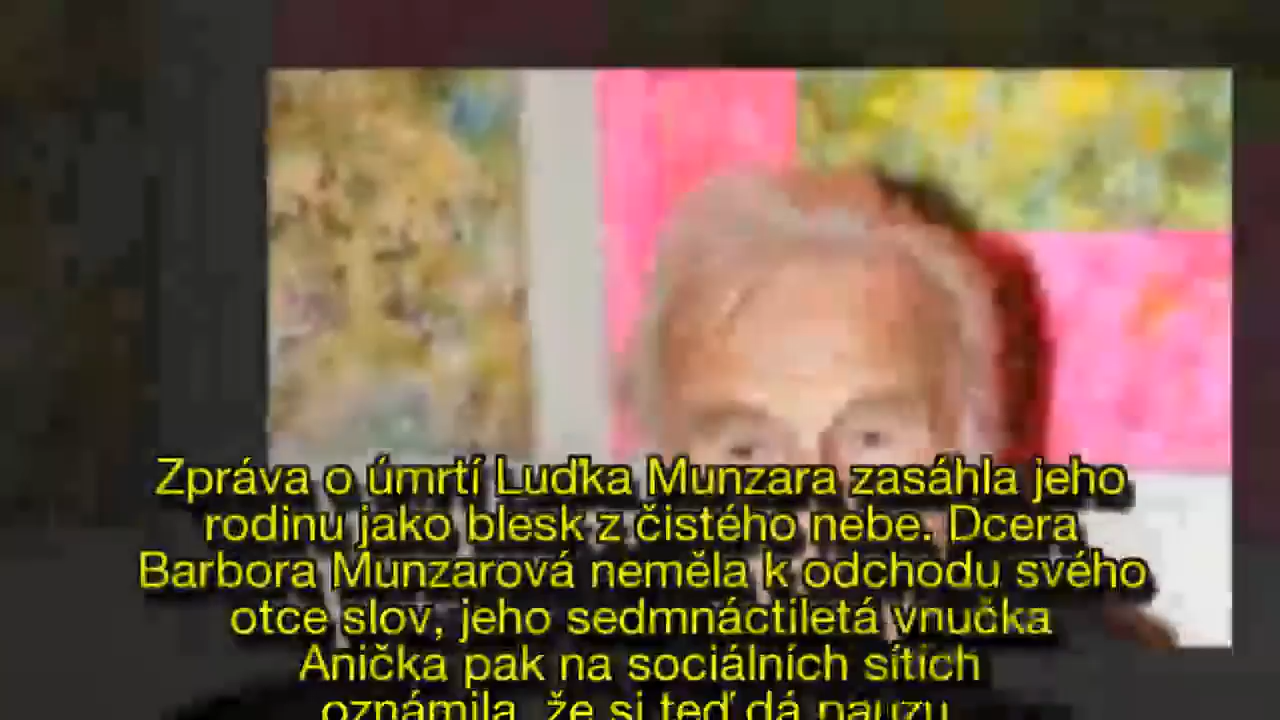 Zpráva o úmrtí Luďka Munzara zasáhla jeho
rodinu jako blesk z čistého nebe. Dcera
Barbora Munzarová neměla k odchodu svého
otce slov, jeho sedmnáctiletá vnučka
Anička pak na sociálních sítích
oznámila, že si teď dá pauzu